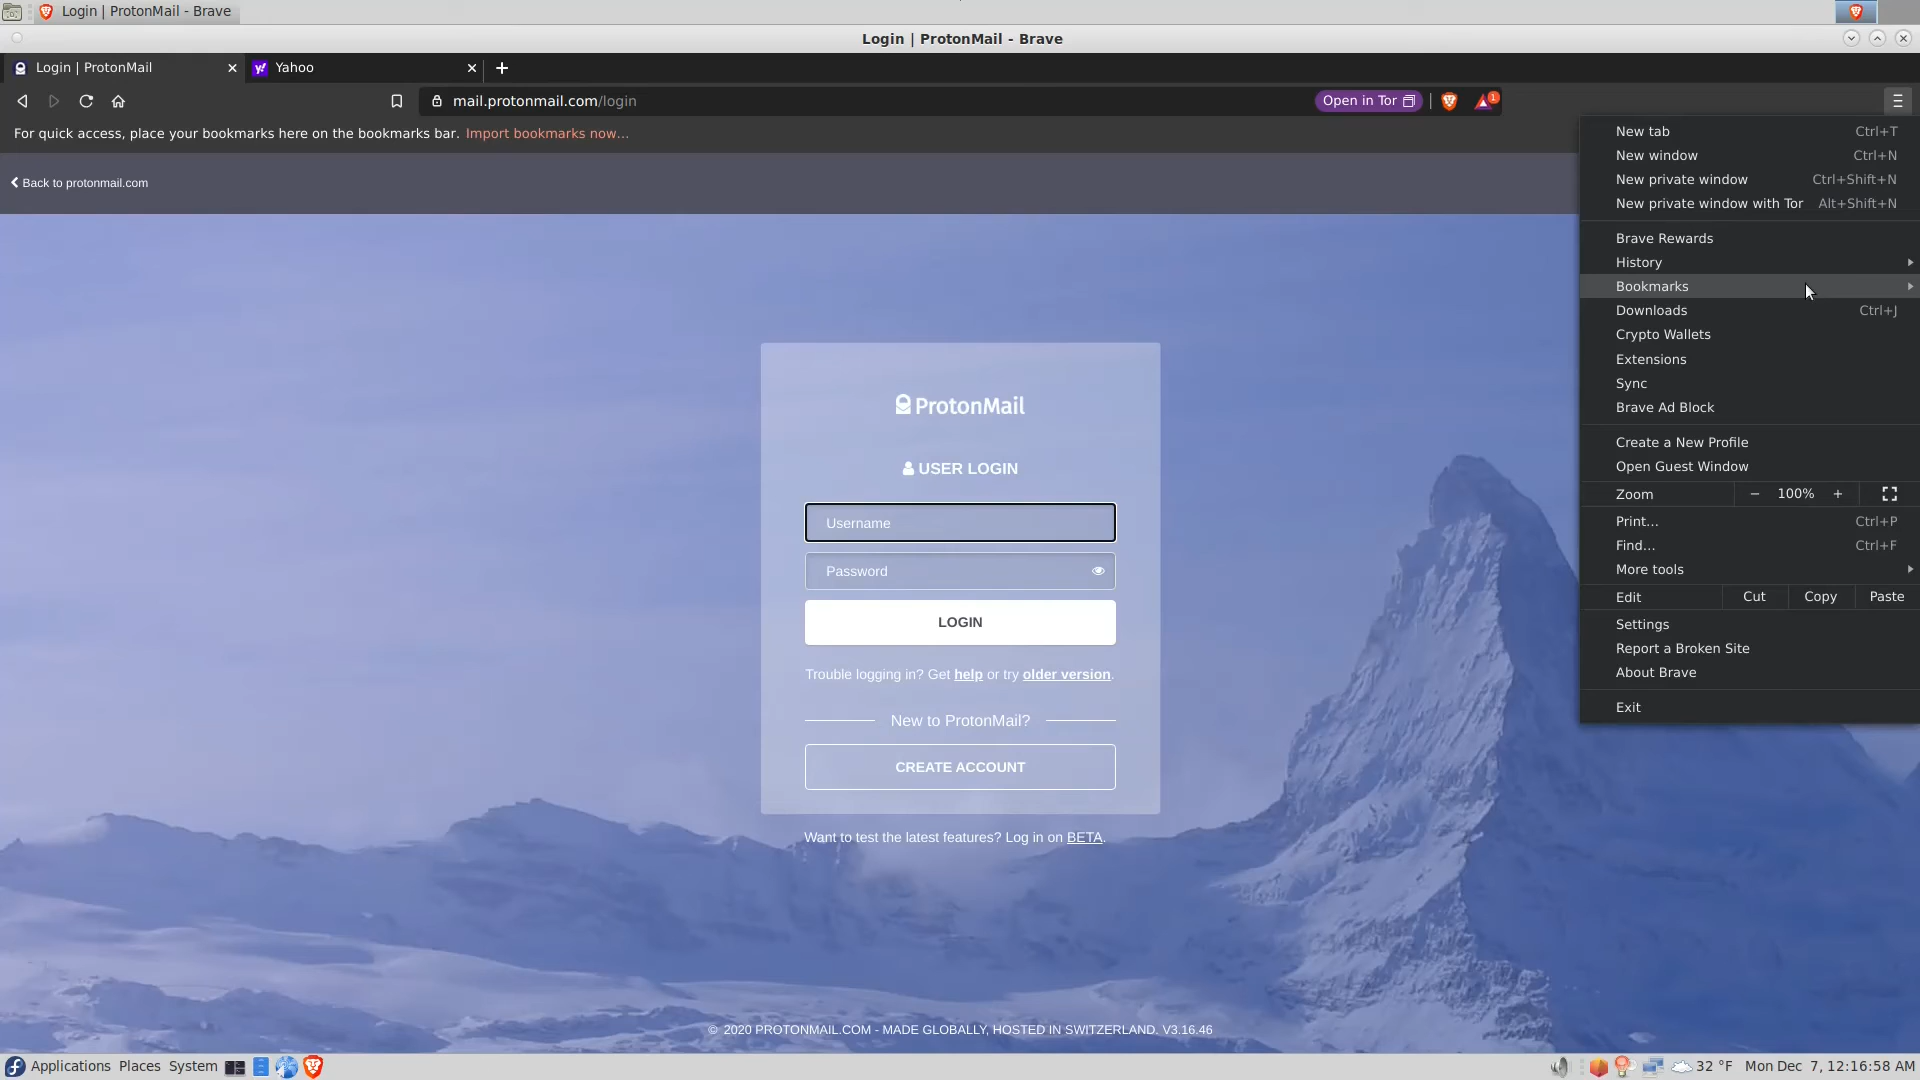 Login | ProtonMail - Brave
Login | ProtonMail - Brave
Login | ProtonMail
Yahoo
mail.protonmail.com/login
Open in Tor
1
For quick access, place your bookmarks here on the bookmarks bar. Import bookmarks now...
Back to protonmail.com
ProtonMail
USER LOGIN
Username
Password
LOGIN
Trouble logging in? Get help or try older version.
New to ProtonMail?
CREATE ACCOUNT
Want to test the latest features? Log in on BETA.
© 2020 PROTONMAIL.COM - MADE GLOBALLY, HOSTED IN SWITZERLAND. V3.16.46
New tab Ctrl+T
New window Ctrl+N
New private window Ctrl+Shift+N
New private window with Tor Alt+Shift+N
Brave Rewards
History
Bookmarks
Downloads Ctrl+J
Crypto Wallets
Extensions
Sync
Brave Ad Block
Create a New Profile
Open Guest Window
Zoom - 100% +
Print... Ctrl+P
Find... Ctrl+F
More tools
Edit Cut Copy Paste
Settings
Report a Broken Site
About Brave
Exit
Applications Places System
32 °F Mon Dec 7, 12:16:58 AM